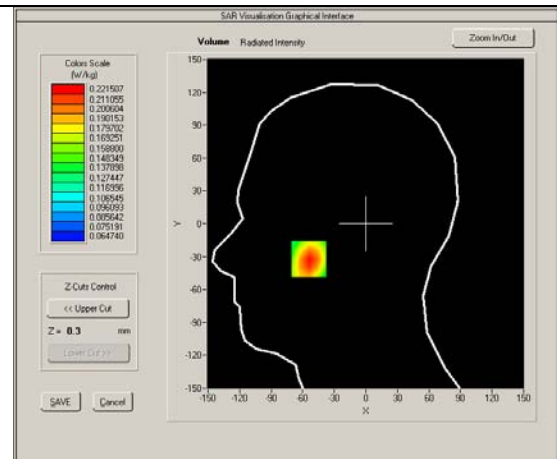 SAR Visualisation Graphical Interface
Volume Radiated Intensity
Zoom In/Out
Colors Scale
(W/kg)
0.221507
0.211055
0.200604
0.190153
0.179702
0.169251
0.158800
0.148349
0.137898
0.127447
0.116996
0.106545
0.096093
0.085642
0.075191
0.064740
Z-Cuts Control
<< Upper Cut
Z = 0.3 mm
Lower Cut >>
SAVE
Cancel
150
120
90
60
30
Y 0
-30
-60
-90
-120
-150
-150 -120 -90 -60 -30 0 30 60 90 120 150
X